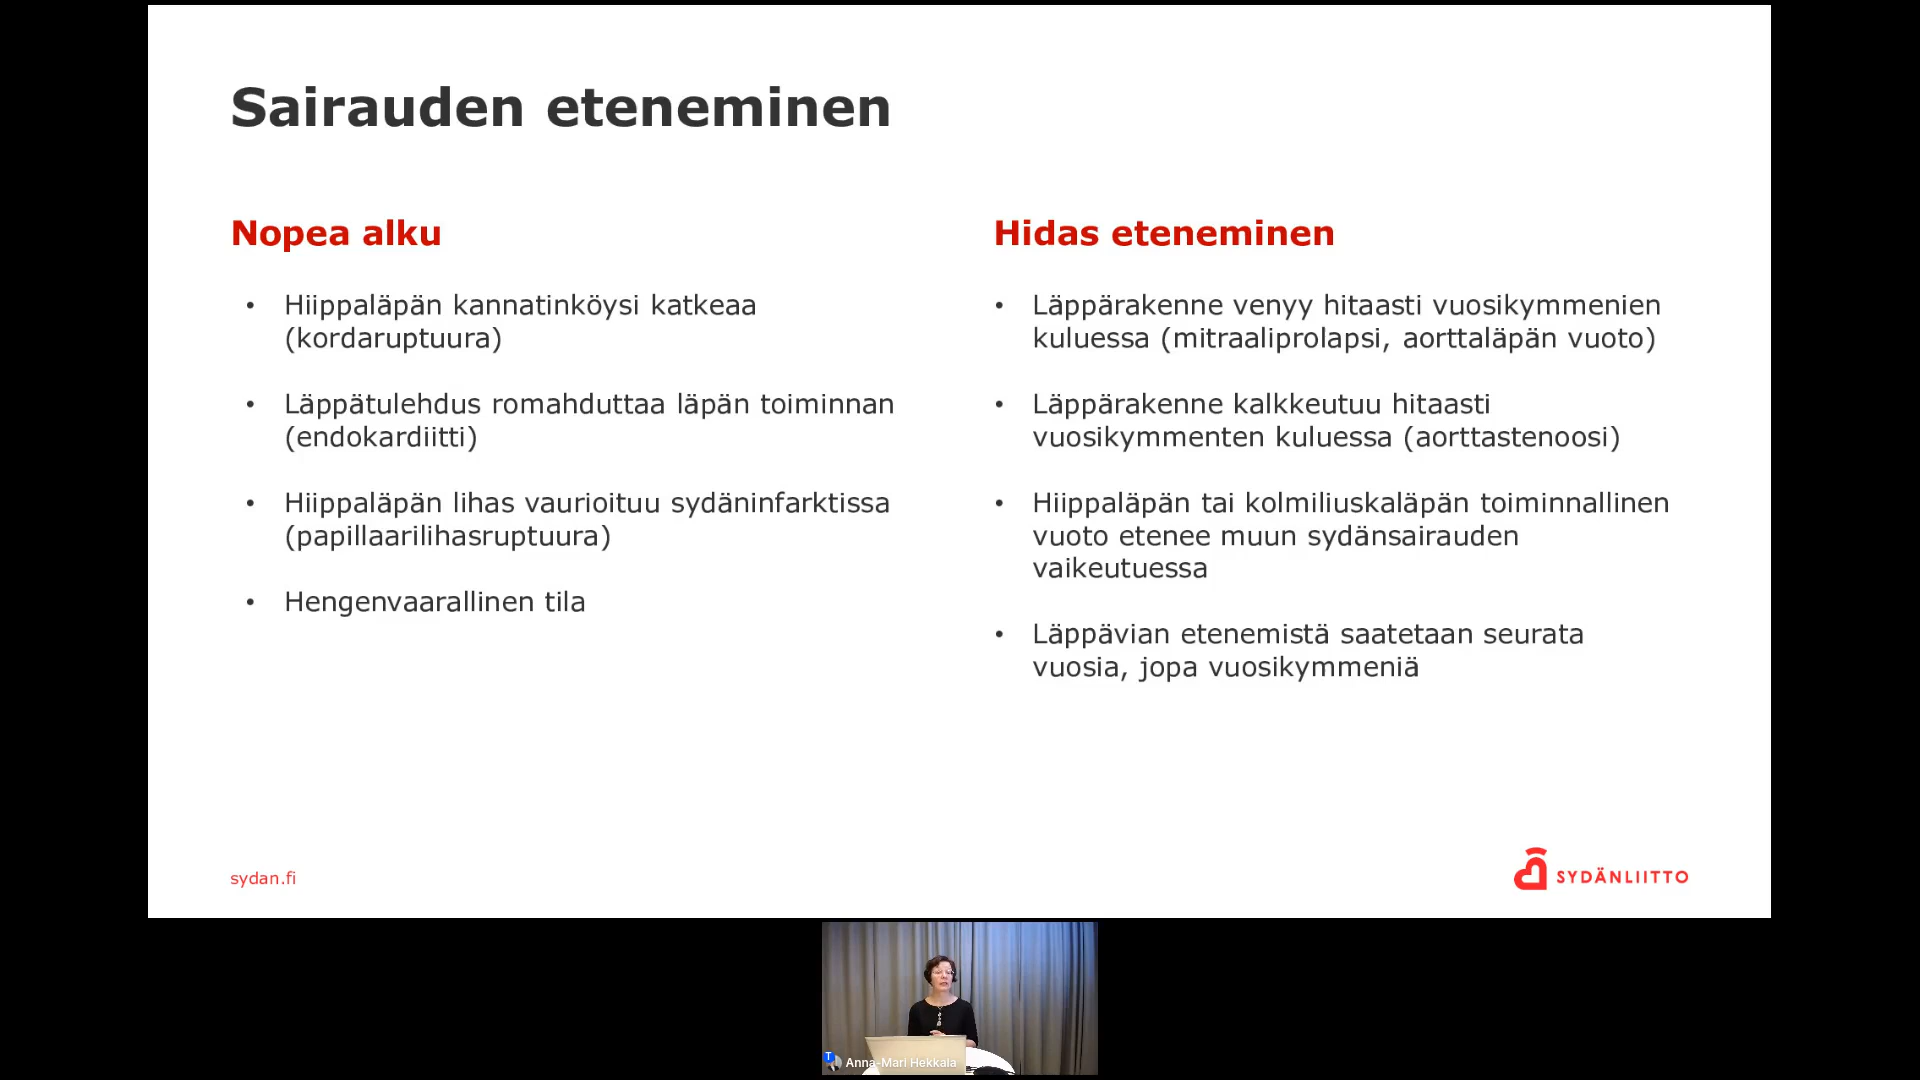 Sairauden eteneminen
Nopea alku
• Hiippaläpän kannatinköysi katkeaa
(kordaruptuura)
• Läppätulehdus romahduttaa läpän toiminnan
(endokardiitti)
• Hiippaläpän lihas vaurioituu sydäninfarktissa
(papillaarilihasruptuura)
• Hengenvaarallinen tila
Hidas eteneminen
• Läppärakenne venyy hitaasti vuosikymmenien
kuluessa (mitraaliprolapsi, aorttaläpän vuoto)
• Läppärakenne kalkkeutuu hitaasti
vuosikymmenten kuluessa (aorttastenoosi)
• Hiippaläpän tai kolmiliuskaläpän toiminnallinen
vuoto etenee muun sydänsairauden
vaikeutuessa
• Läppävian etenemistä saatetaan seurata
vuosia, jopa vuosikymmeniä
sydan.fi
SYDÄNLIITTO
T
Anna-Mari Hekkala